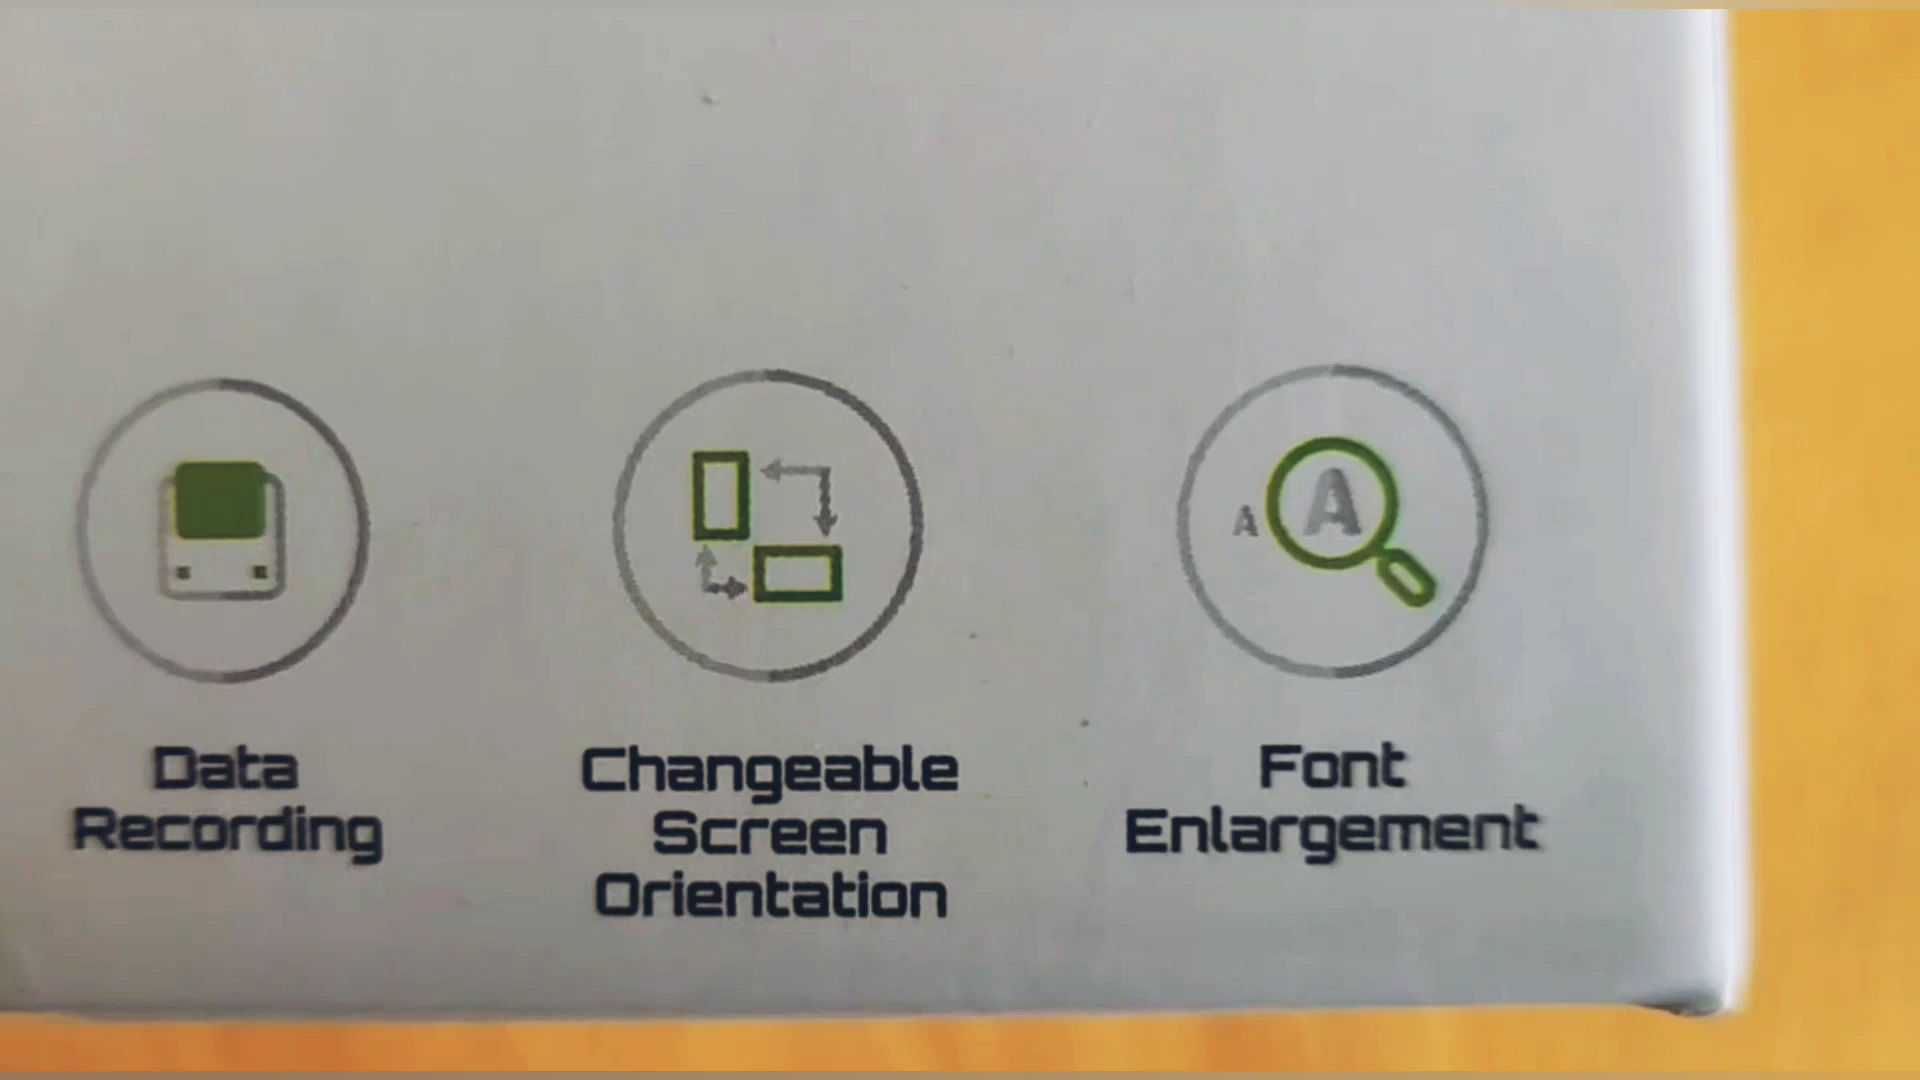 A A
Data
Recording
Changeable
Screen
Orientation
Font
Enlargement